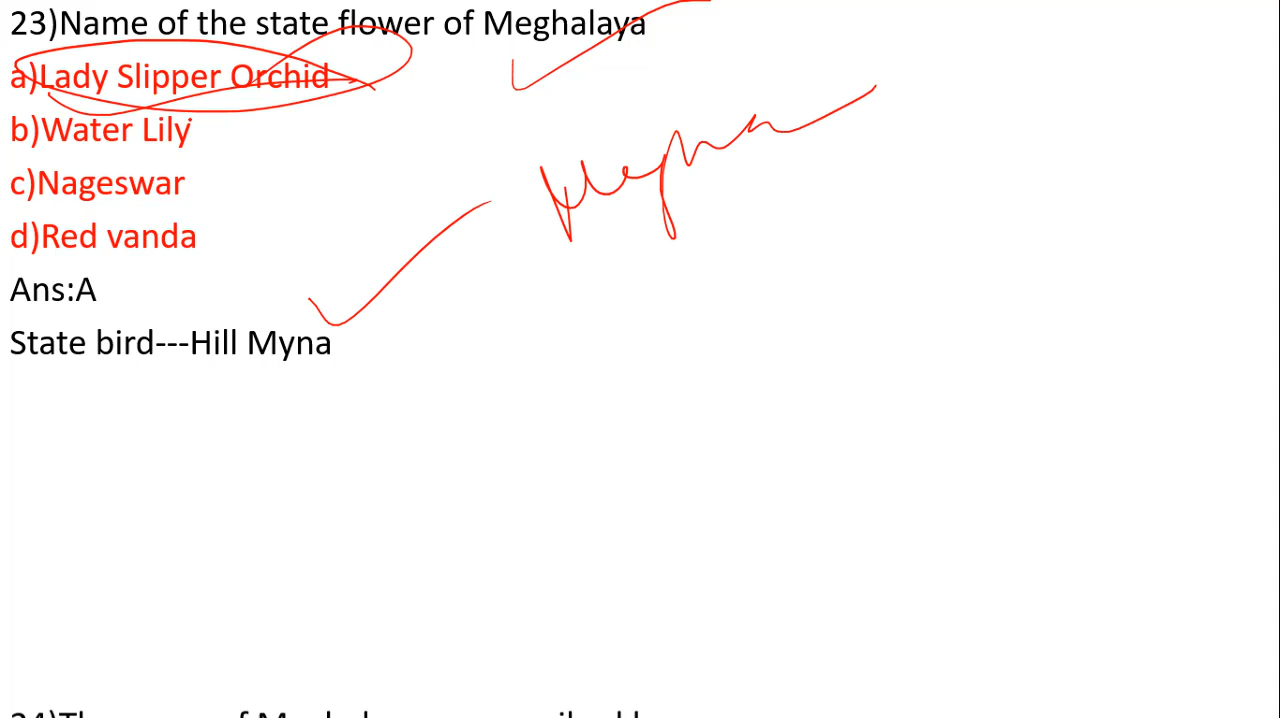 23)Name of the state flower of Meghalaya
a)Lady Slipper Orchid
b)Water Lily
c)Nageswar
d)Red vanda
Ans:A
State bird---Hill Myna